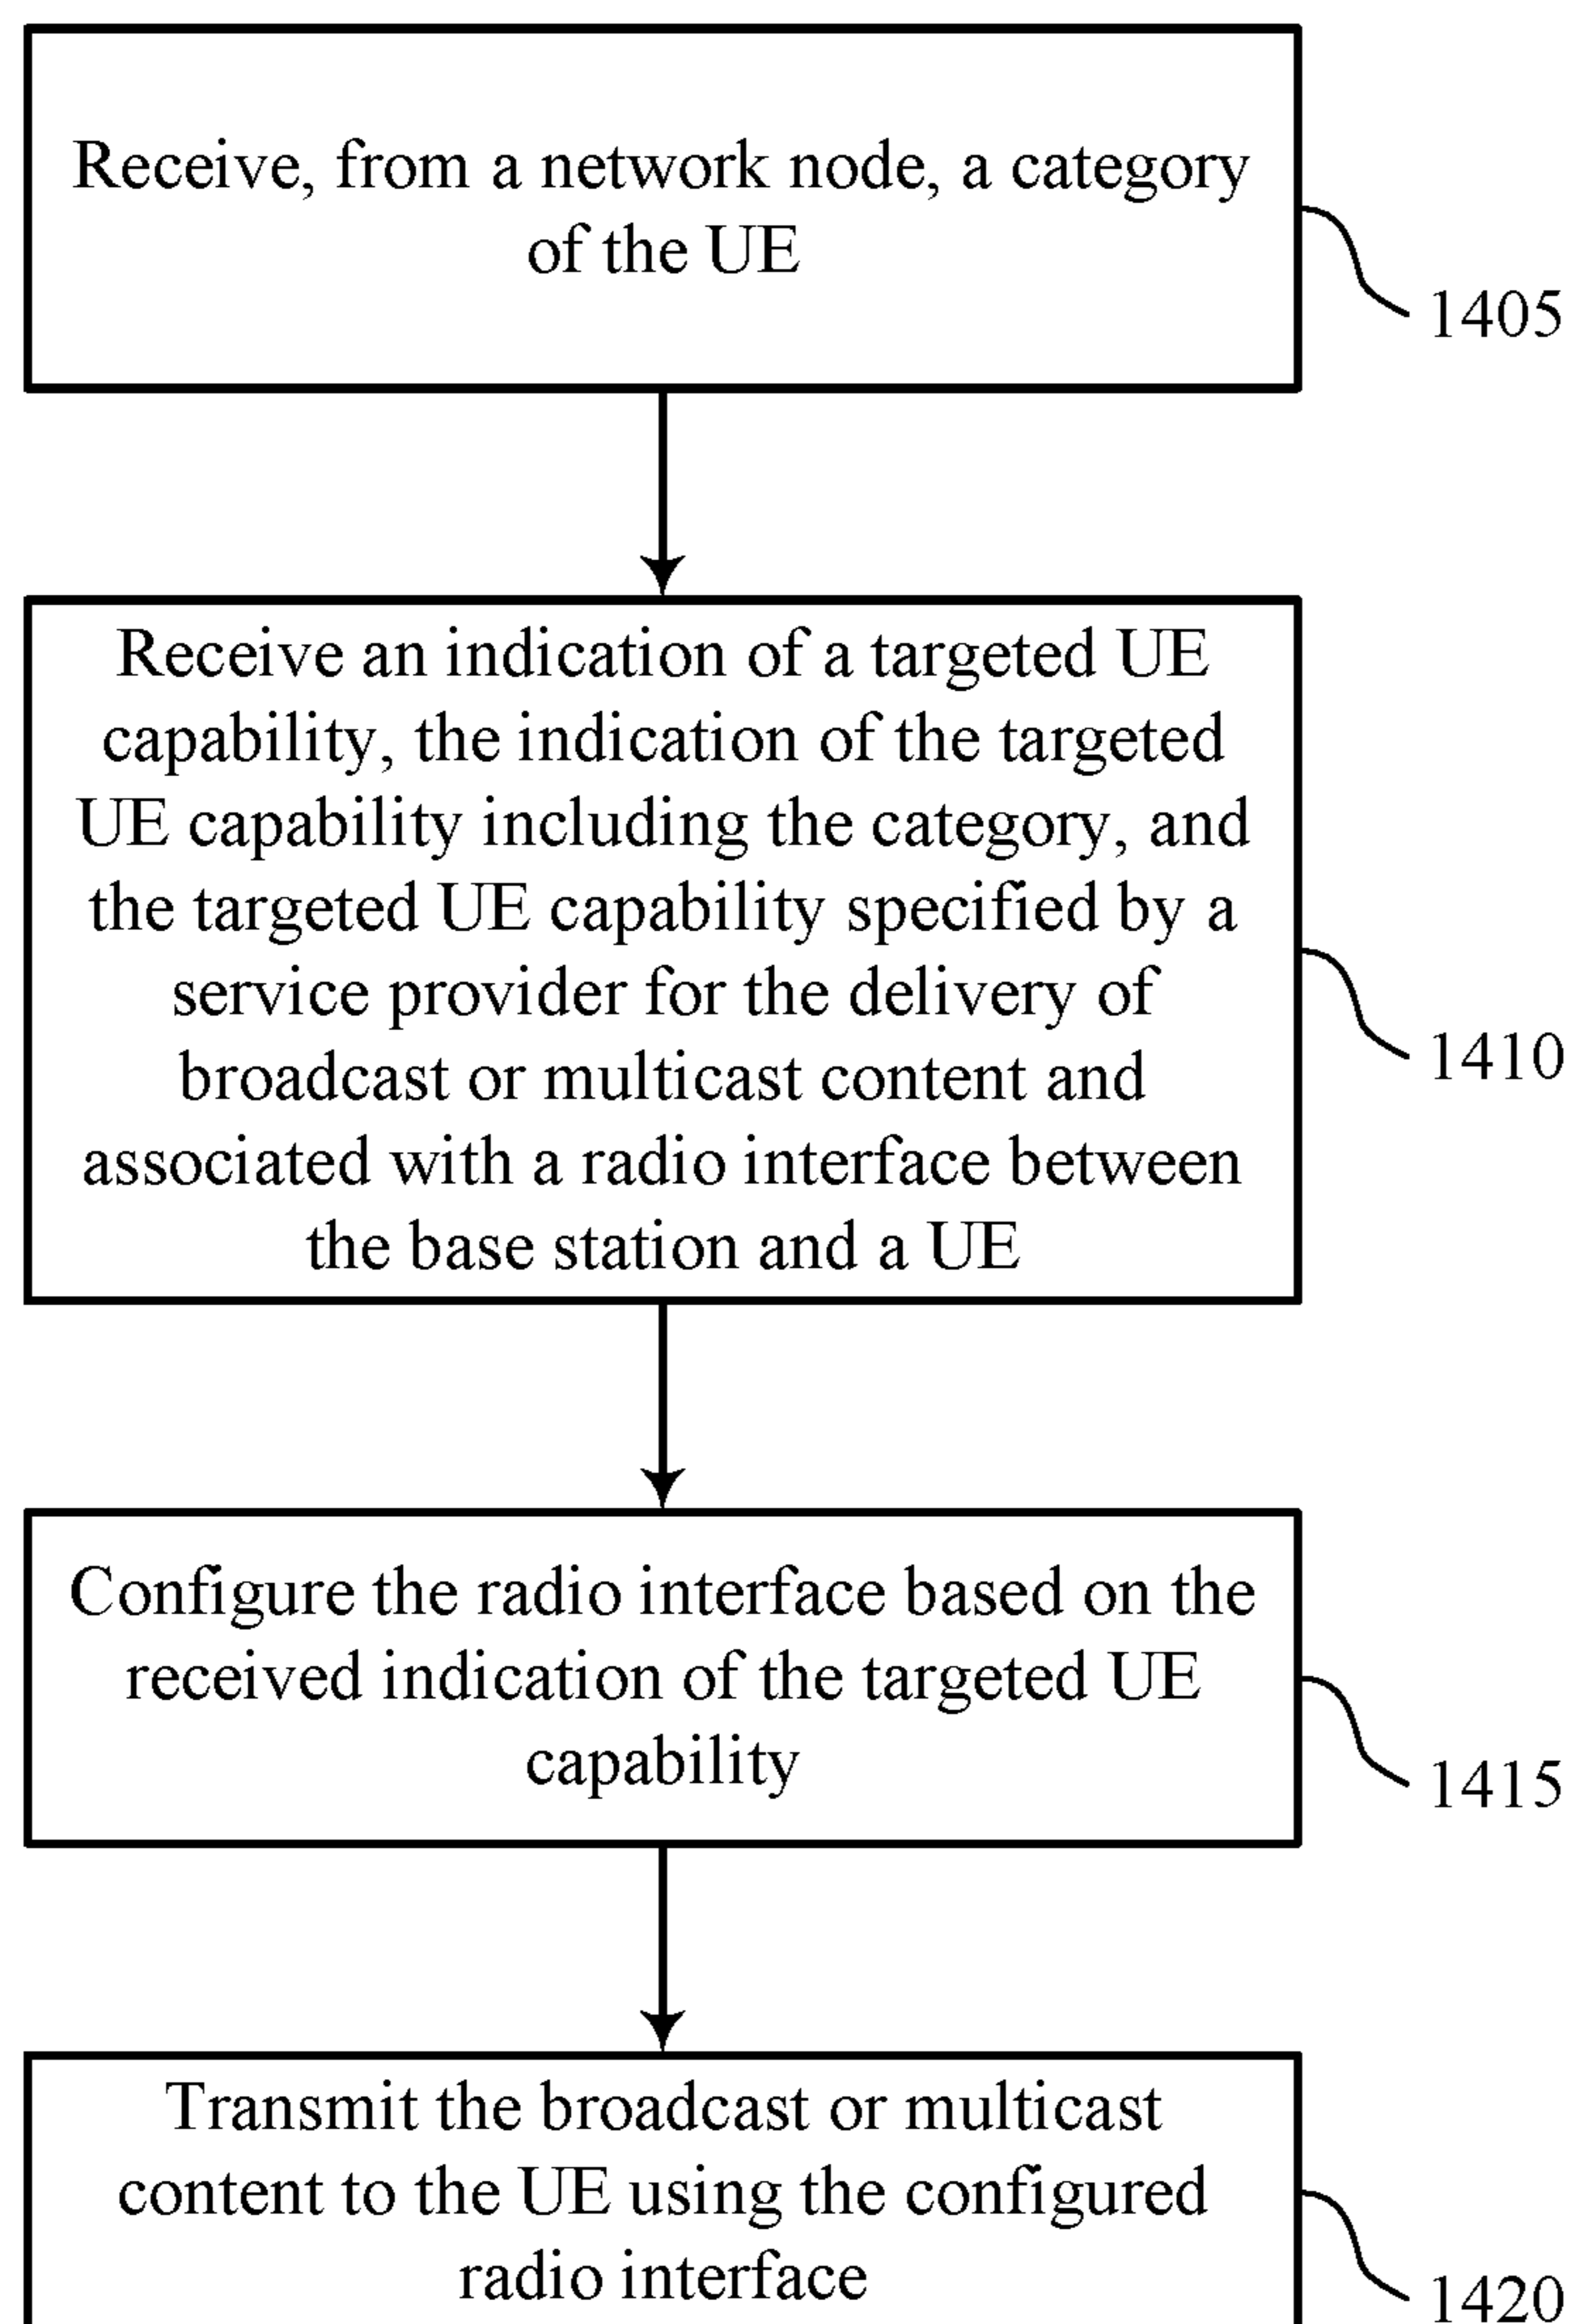 Receive, from a network node, a category
of the UE
1405
Receive an indication of a targeted UE
capability, the indication of the targeted
UE capability including the category, and
the targeted UE capability specified by a
service provider for the delivery of
broadcast or multicast content and
associated with a radio interface between
the base station and a UE
1410
Configure the radio interface based on the
received indication of the targeted UE
capability
1415
Transmit the broadcast or multicast
content to the UE using the configured
radio interface
1420